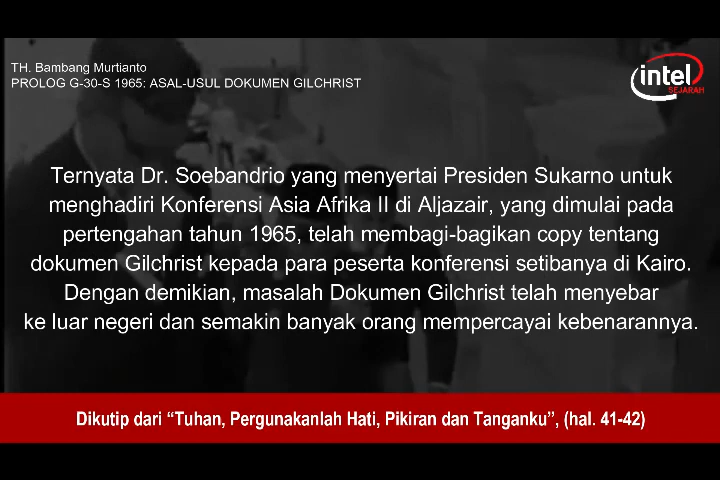 TH. Bambang Murtianto
PROLOG G-30-S 1965: ASAL-USUL DOKUMEN GILCHRIST
intel
SEJARAH
Ternyata Dr. Soebandrio yang menyertai Presiden Sukarno untuk
menghadiri Konferensi Asia Afrika II di Aljazair, yang dimulai pada
pertengahan tahun 1965, telah membagi-bagikan copy tentang
dokumen Gilchrist kepada para peserta konferensi setibanya di Kairo.
Dengan demikian, masalah Dokumen Gilchrist telah menyebar
ke luar negeri dan semakin banyak orang mempercayai kebenarannya.
Dikutip dari “Tuhan, Pergunakanlah Hati, Pikiran dan Tanganku”, (hal. 41-42)